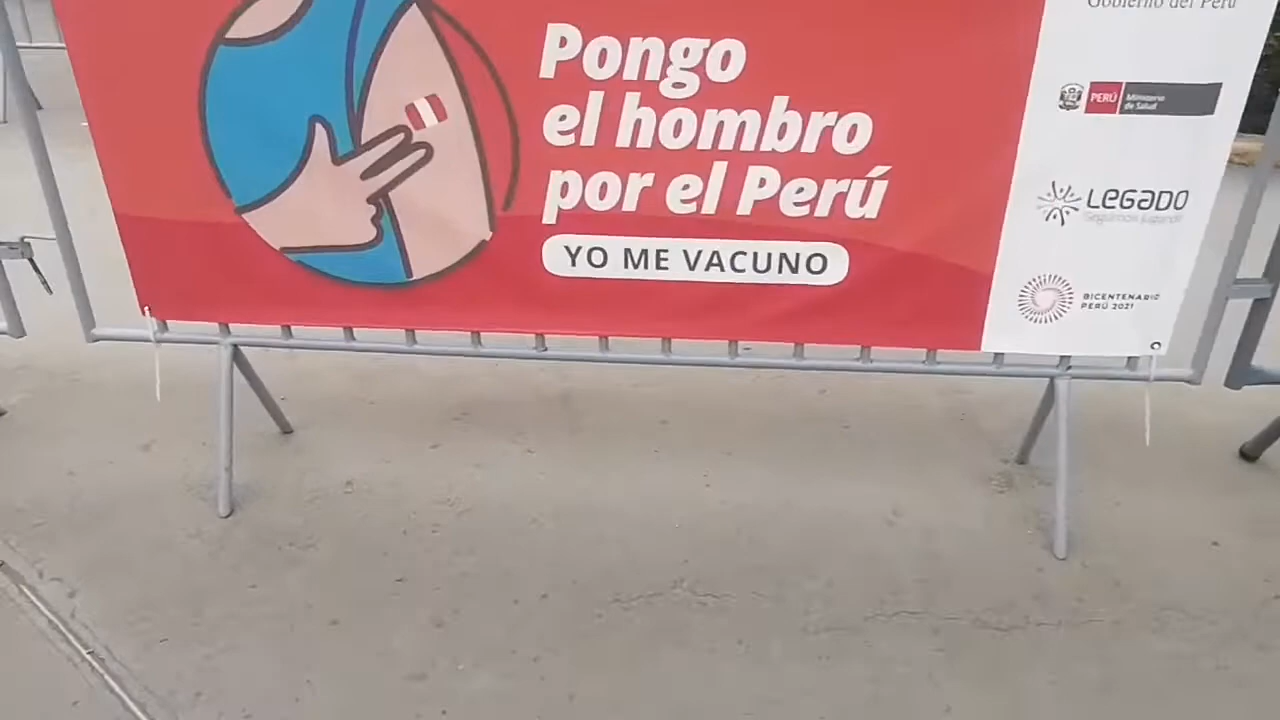 Pongo
el hombro
por el Perú
YO ME VACUNO
Gobierno del Perú
PERÚ
Ministerio
de Salud
LEGADO
Seguimos jugando
BICENTENARIO
PERÚ 2021